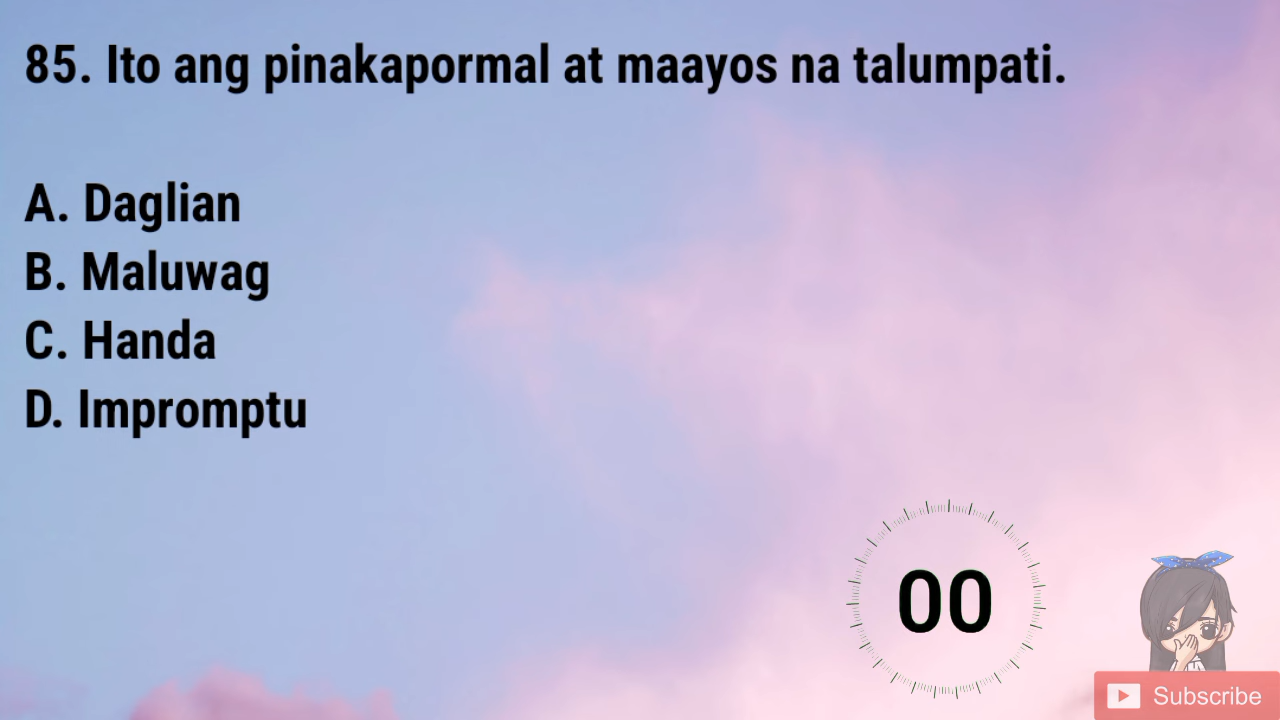 85. Ito ang pinakapormal at maayos na talumpati.
A. Daglian
B. Maluwag
C. Handa
D. Impromptu
00
Subscribe